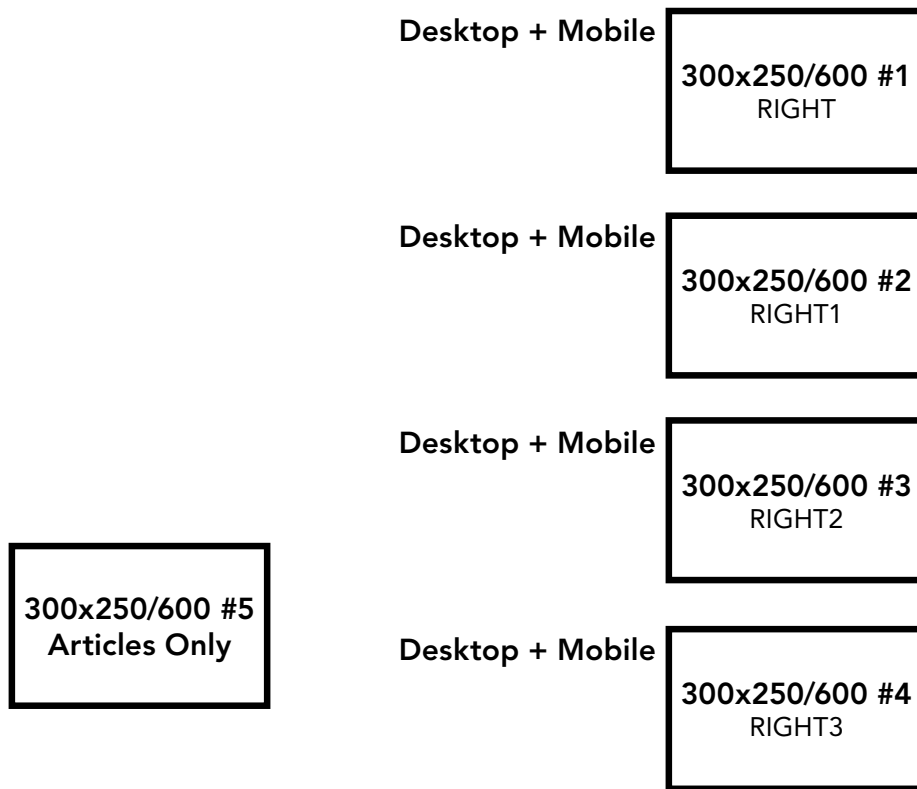 Desktop + Mobile
300x250/600 #1
RIGHT
Desktop + Mobile
300x250/600 #2
RIGHT1
Desktop + Mobile
300x250/600 #3
RIGHT2
300x250/600 #5
Articles Only
Desktop + Mobile
300x250/600 #4
RIGHT3